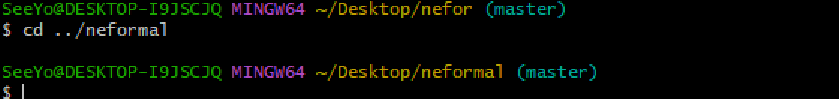 SeeYo@DESKTOP-I9JSCJQ MINGW64 ~/Desktop/nefor (master)
$ cd ../neformal
SeeYo@DESKTOP-I9JSCJQ MINGW64 ~/Desktop/neformal (master)
$